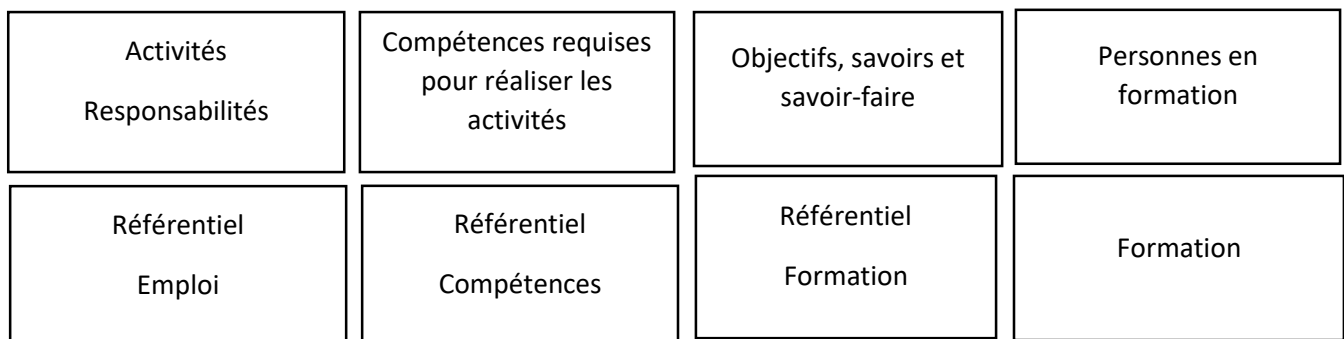 Activités
Responsabilités
Compétences requises
pour réaliser les
activités
Objectifs, savoirs et
savoir-faire
Personnes en
formation
Référentiel
Emploi
Référentiel
Compétences
Référentiel
Formation
Formation